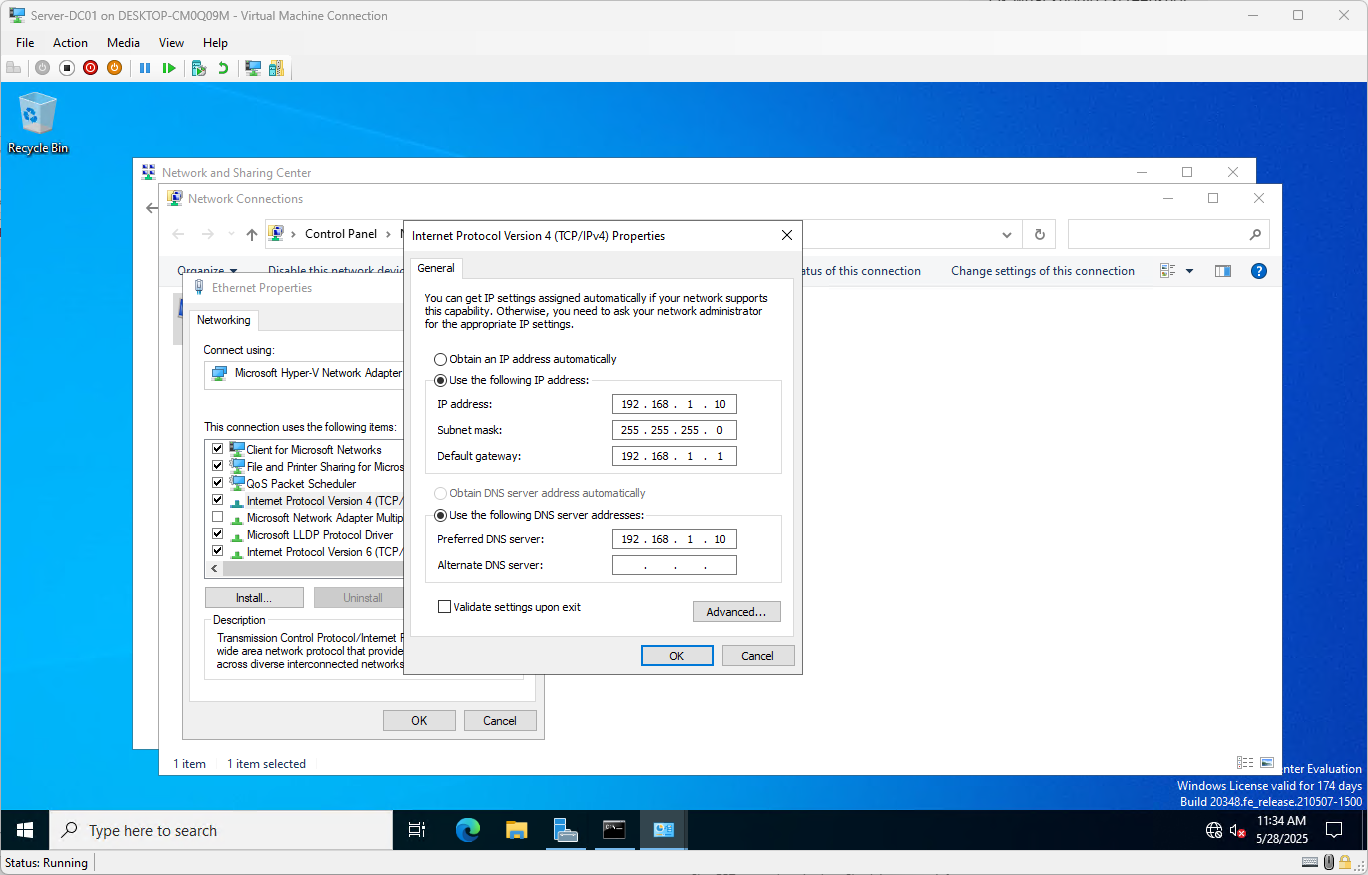 Server-DC01 on DESKTOP-CM0Q09M - Virtual Machine Connection
File Action Media View Help
Recycle Bin
Network and Sharing Center
Network Connections
Control Panel
Organize Disable this network devic
atus of this connection Change settings of this connection
Ethernet Properties
Networking
Connect using:
Microsoft Hyper-V Network Adapter
This connection uses the following items:
Client for Microsoft Networks
File and Printer Sharing for Micros
QoS Packet Scheduler
Internet Protocol Version 4 (TCP/
Microsoft Network Adapter Multip
Microsoft LLDP Protocol Driver
Internet Protocol Version 6 (TCP/
Install... Uninstall
Description
Transmission Control Protocol/Internet P
wide area network protocol that provide
across diverse interconnected networks
OK Cancel
Internet Protocol Version 4 (TCP/IPv4) Properties
General
You can get IP settings assigned automatically if your network supports
this capability. Otherwise, you need to ask your network administrator
for the appropriate IP settings.
Obtain an IP address automatically
Use the following IP address:
IP address: 192 . 168 . 1 . 10
Subnet mask: 255 . 255 . 255 . 0
Default gateway: 192 . 168 . 1 . 1
Obtain DNS server address automatically
Use the following DNS server addresses:
Preferred DNS server: 192 . 168 . 1 . 10
Alternate DNS server: . . .
Validate settings upon exit
Advanced...
OK Cancel
1 item 1 item selected
nter Evaluation
Windows License valid for 174 days
Build 20348.fe_release.210507-1500
Type here to search
11:34 AM
5/28/2025
Status: Running